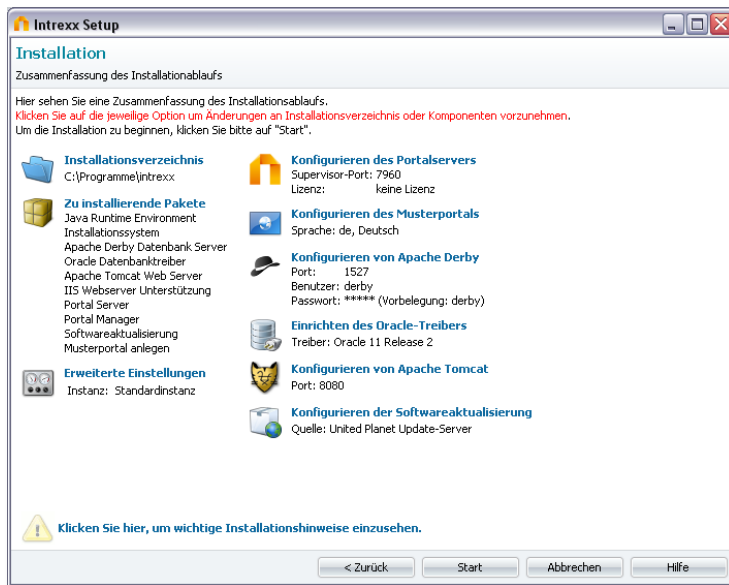 Intrexx Setup
Installation
Zusammenfassung des Installationablaufs
Hier sehen Sie eine Zusammenfassung des Installationsablaufs.
Klicken Sie auf die jeweilige Option um Änderungen an Installationsverzeichnis oder Komponenten vorzunehmen.
Um die Installation zu beginnen, klicken Sie bitte auf "Start".
Installationsverzeichnis
C:\Programme\intrexx
Zu installierende Pakete
Java Runtime Environment
Installationssystem
Apache Derby Datenbank Server
Oracle Datenbanktreiber
Apache Tomcat Web Server
IIS Webserver Unterstützung
Portal Server
Portal Manager
Softwareaktualisierung
Musterportal anlegen
Erweiterte Einstellungen
Instanz: Standardinstanz
Konfigurieren des Portalservers
Supervisor-Port: 7960
Lizenz: keine Lizenz
Konfigurieren des Musterportals
Sprache: de, Deutsch
Konfigurieren von Apache Derby
Port: 1527
Benutzer: derby
Passwort: ***** (Vorbelegung: derby)
Einrichten des Oracle-Treibers
Treiber: Oracle 11 Release 2
Konfigurieren von Apache Tomcat
Port: 8080
Konfigurieren der Softwareaktualisierung
Quelle: United Planet Update-Server
Klicken Sie hier, um wichtige Installationshinweise einzusehen.
< Zurück Start Abbrechen Hilfe